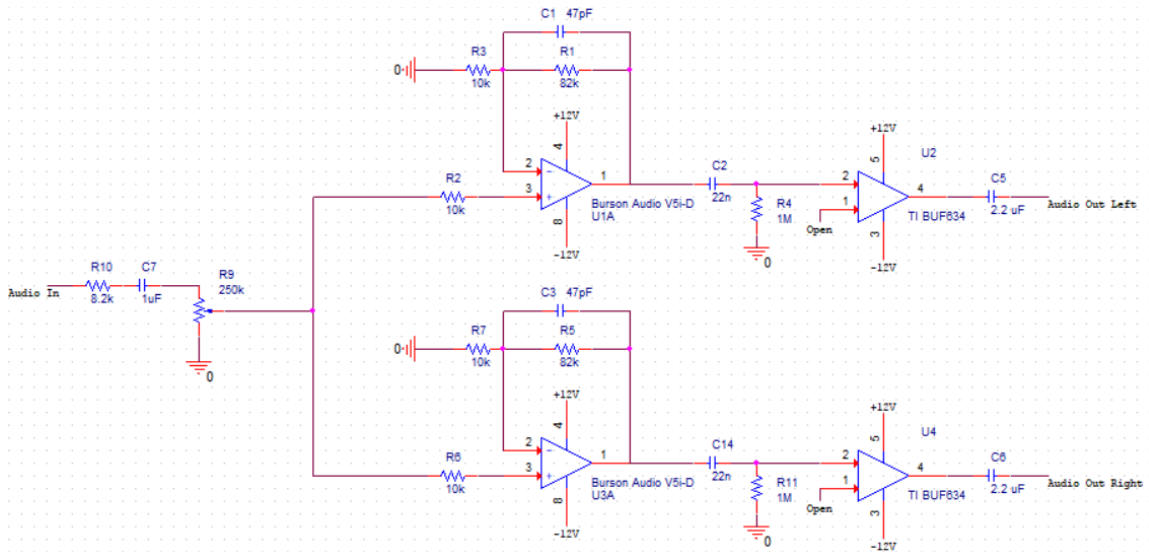 C1 47pF
R3
R1
0
10k
82k
+12V
4
2
-
3
+
1
8
R2
10k
Burson Audio V5i-D
U1A
-12V
C2
22n
R4
1M
0
+12V
5
U2
2
1
4
Open
TI BUF634
3
-12V
C5
2.2 uF
Audio Out Left
Audio In
R10
8.2k
C7
1uF
R9
250k
0
C3 47pF
R7
R5
0
10k
82k
+12V
4
2
-
3
+
1
8
R6
10k
Burson Audio V5i-D
U3A
-12V
C14
22n
R11
1M
0
+12V
5
U4
2
1
4
Open
TI BUF634
3
-12V
C6
2.2 uF
Audio Out Right